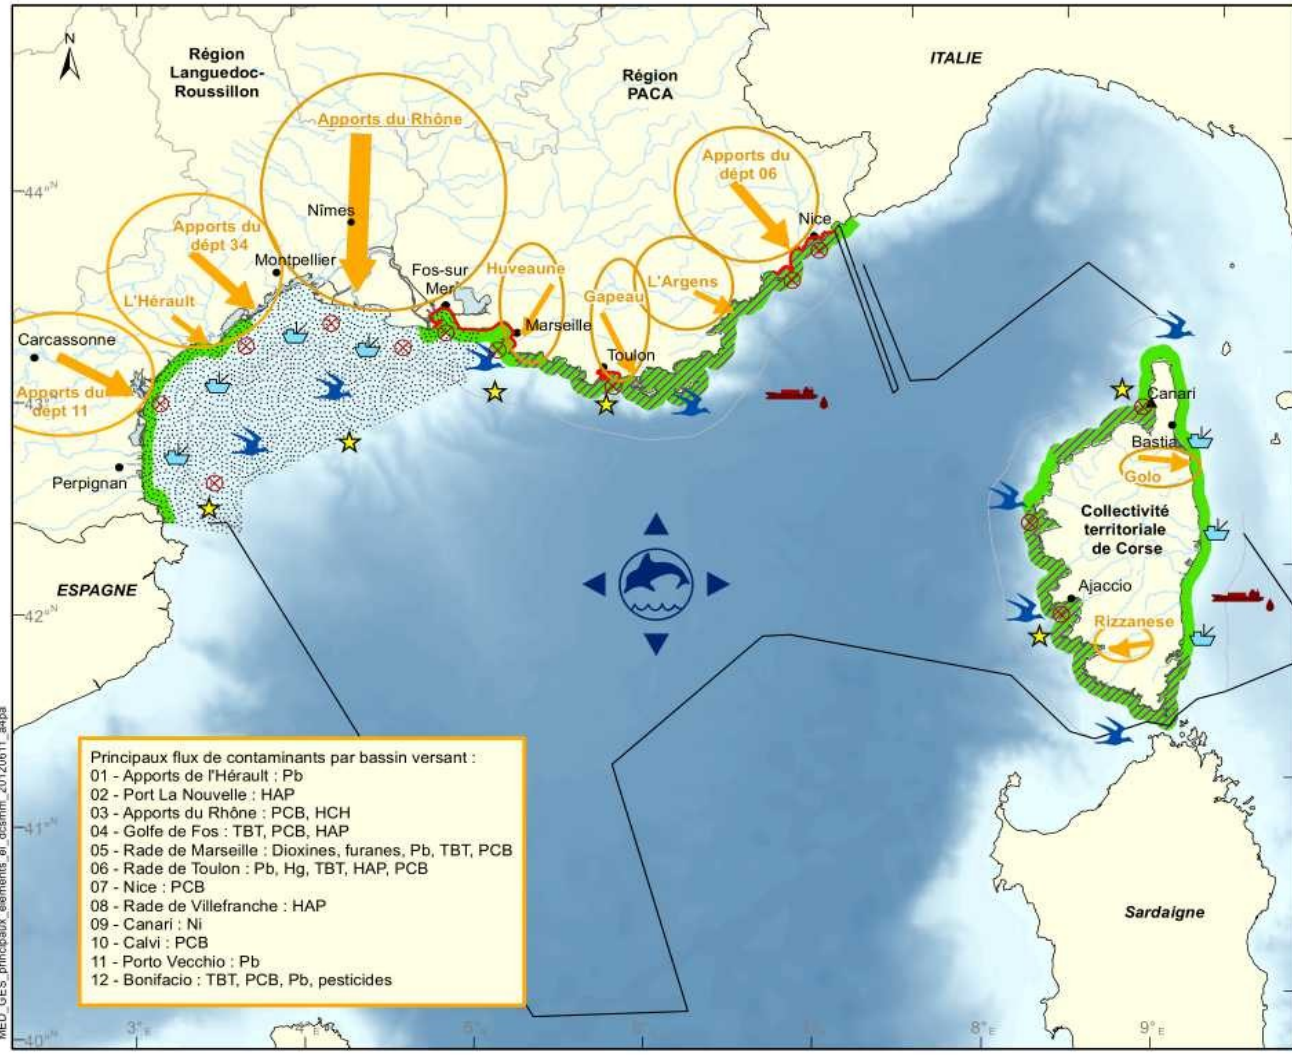 N
Région
Languedoc-
Roussillon
Région
PACA
ITALIE
Apports du Rhône
Apports du
dépt 06
44° N
Nîmes
Nice
Apports du
dépt 34
Montpellier
Fos-sur
Mer
Huveaune
Gapeau
L'Argens
L'Hérault
Carcassonne
Marseille
Toulon
Apports du
dépt 11
43° N
Canari
Bastia
Golo
Perpignan
Collectivité
territoriale
de Corse
ESPAGNE
Ajaccio
42° N
Rizzanese
Principaux flux de contaminants par bassin versant :
01 - Apports de l'Hérault : Pb
02 - Port La Nouvelle : HAP
03 - Apports du Rhône : PCB, HCH
04 - Golfe de Fos : TBT, PCB, HAP
05 - Rade de Marseille : Dioxines, furanes, Pb, TBT, PCB
06 - Rade de Toulon : Pb, Hg, TBT, HAP, PCB
07 - Nice : PCB
08 - Rade de Villefranche : HAP
09 - Canari : Ni
10 - Calvi : PCB
11 - Porto Vecchio : Pb
12 - Bonifacio : TBT, PCB, Pb, pesticides
41° N
Sardaigne
40° N
3° E
8° E
9° E